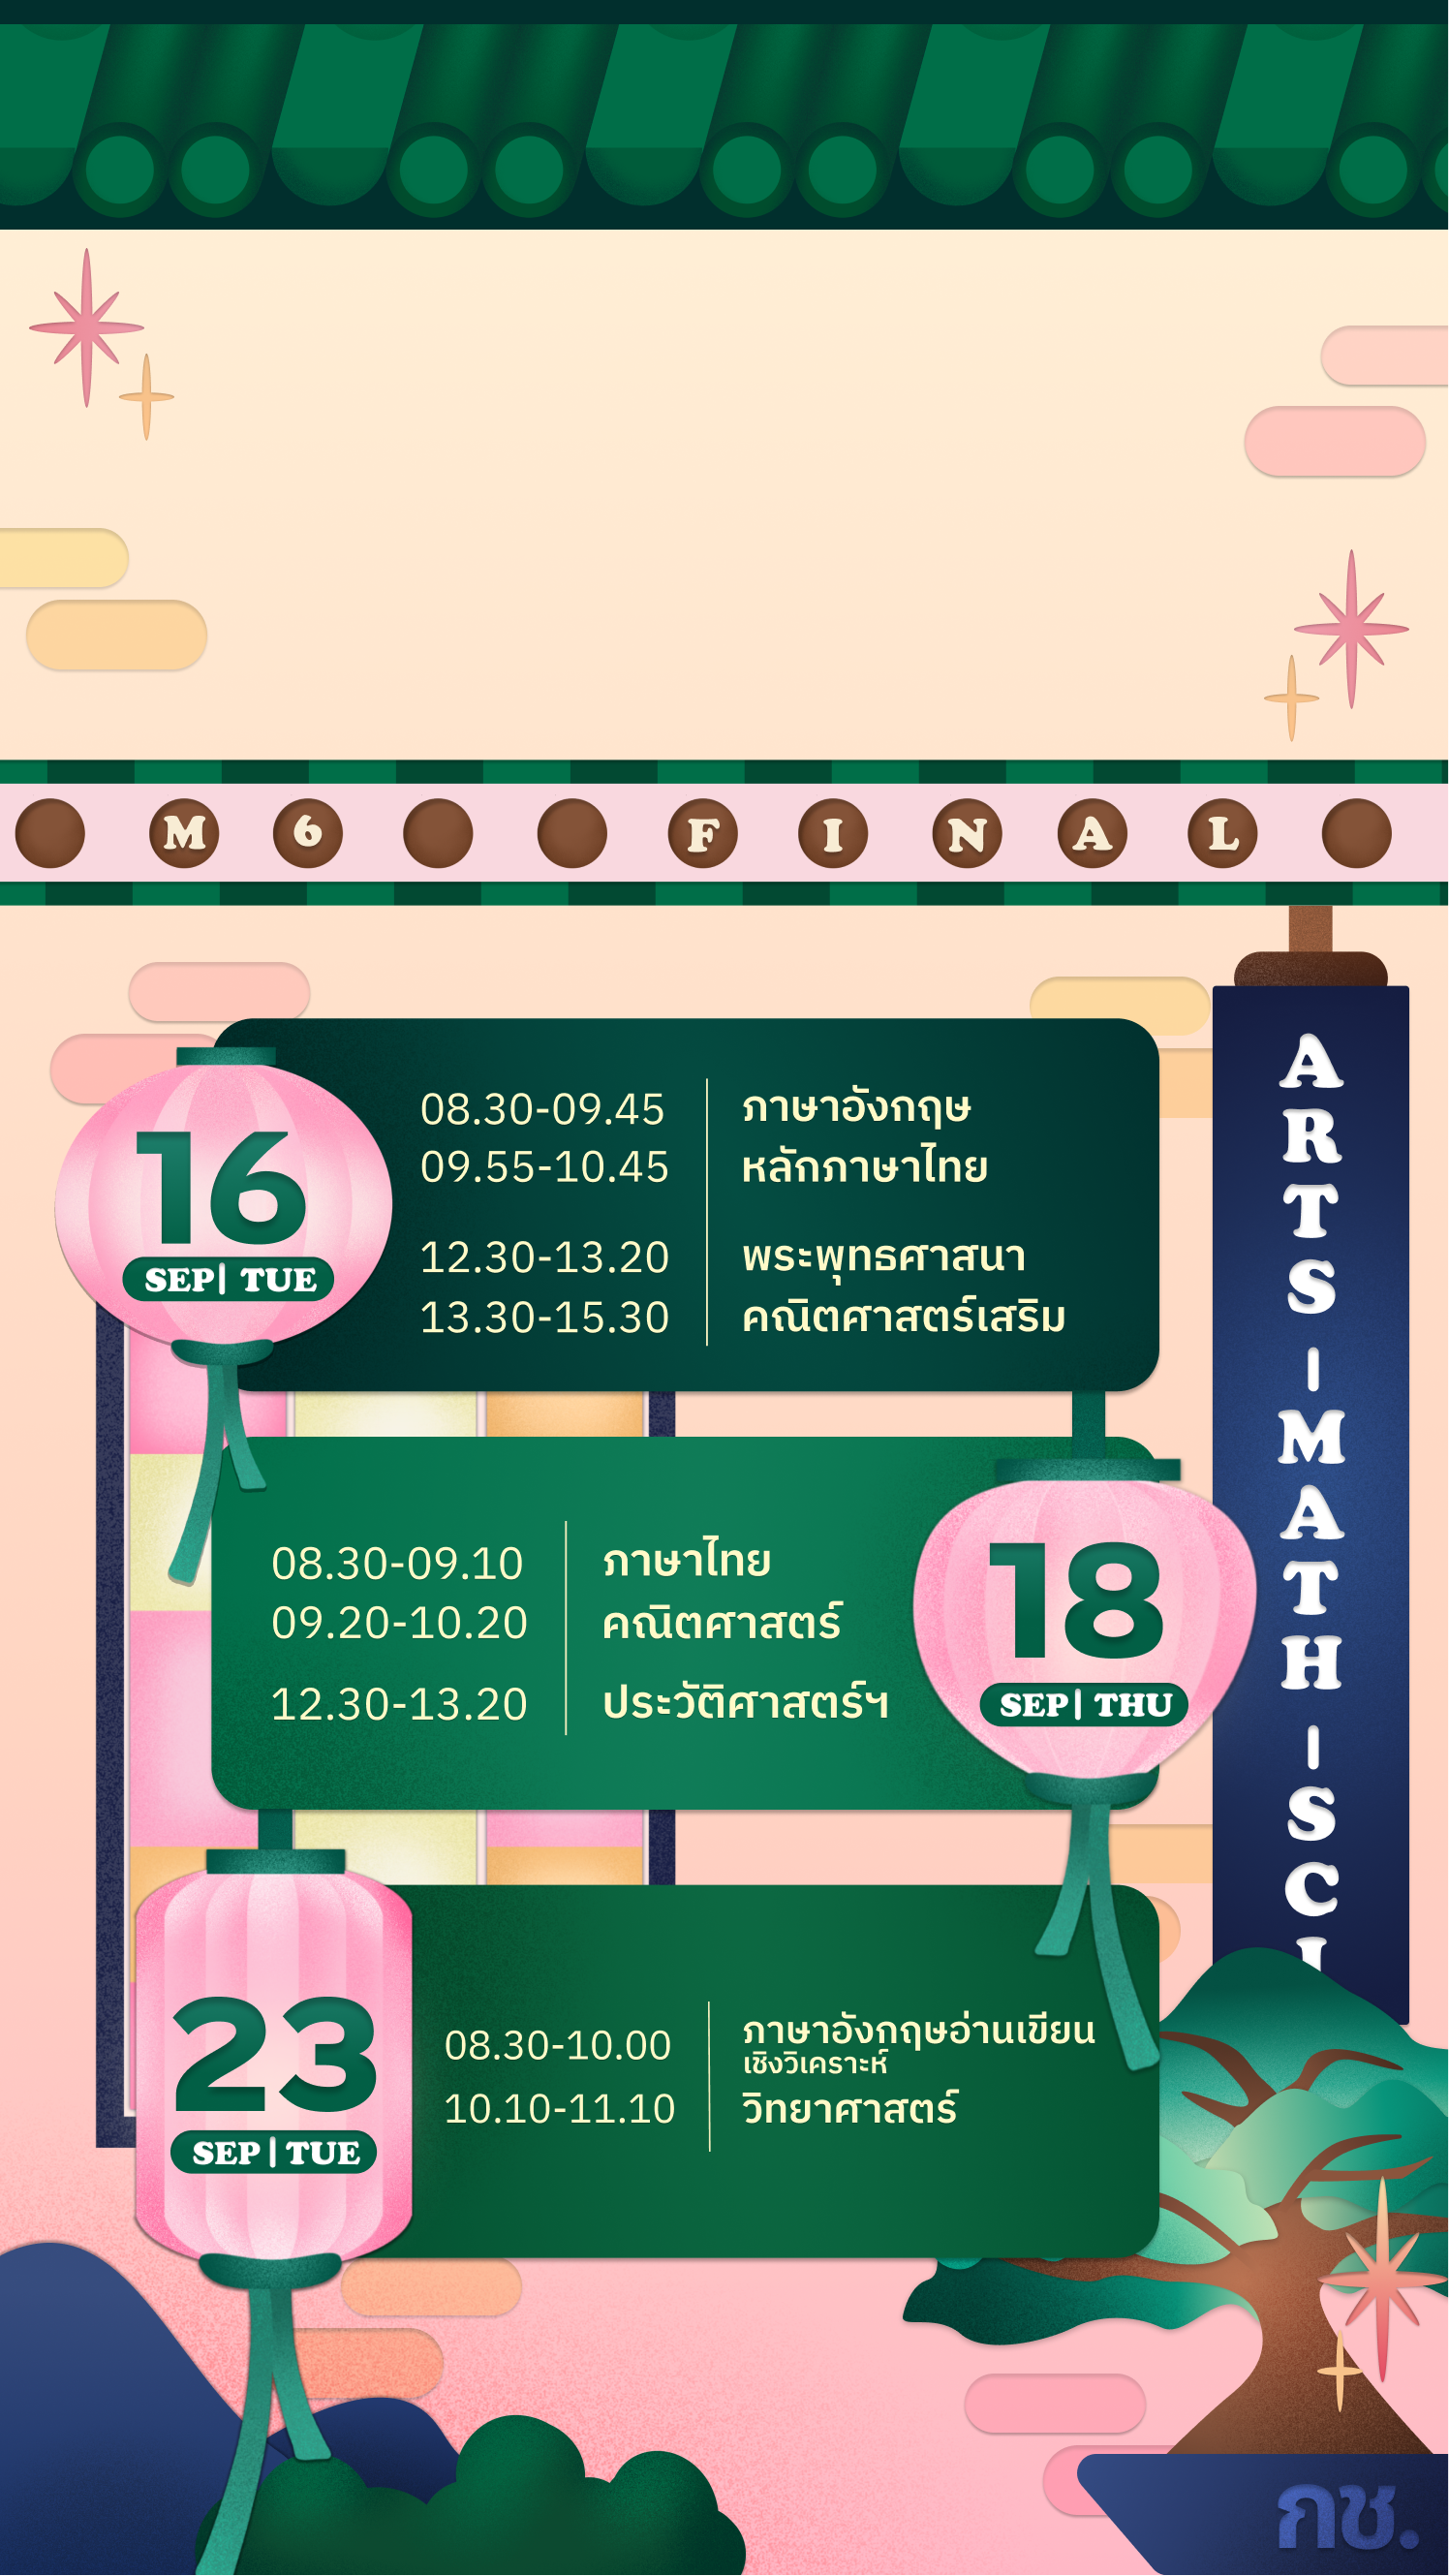 M6 FINAL
ARTS-MATH-SCI
16
SEP| TUE
08.30-09.45 ภาษาอังกฤษ
09.55-10.45 หลักภาษาไทย
12.30-13.20 พระพุทธศาสนา
13.30-15.30 คณิตศาสตร์เสริม
18
SEP| THU
08.30-09.10 ภาษาไทย
09.20-10.20 คณิตศาสตร์
12.30-13.20 ประวัติศาสตร์ฯ
23
SEP|TUE
08.30-10.00 ภาษาอังกฤษอ่านเขียน
เชิงวิเคราะห์
10.10-11.10 วิทยาศาสตร์
กช.